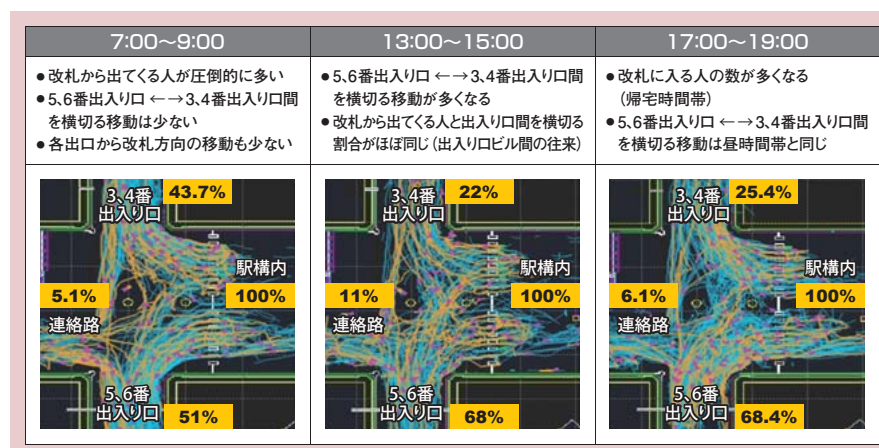 7:00〜9:00
●改札から出てくる人が圧倒的に多い
●5、6番出入り口 ←→3、4番出入り口間
を横切る移動は少ない
●各出口から改札方向の移動も少ない
3、4番
出入り口
43.7%
駅構内
5.1%
100%
連絡路
5、6番
出入り口
51%
13:00〜15:00
●5、6番出入り口 ←→3、4番出入り口間
を横切る移動が多くなる
●改札から出てくる人と出入り口間を横切る
割合がほぼ同じ(出入り口ビル間の往来)
3、4番
出入り口
22%
駅構内
11%
100%
連絡路
5、6番
出入り口
68%
17:00〜19:00
●改札に入る人の数が多くなる
(帰宅時間帯)
●5、6番出入り口 ←→3、4番出入り口間
を横切る移動は昼時間帯と同じ
3、4番
出入り口
25.4%
駅構内
6.1%
100%
連絡路
5、6番
出入り口
68.4%